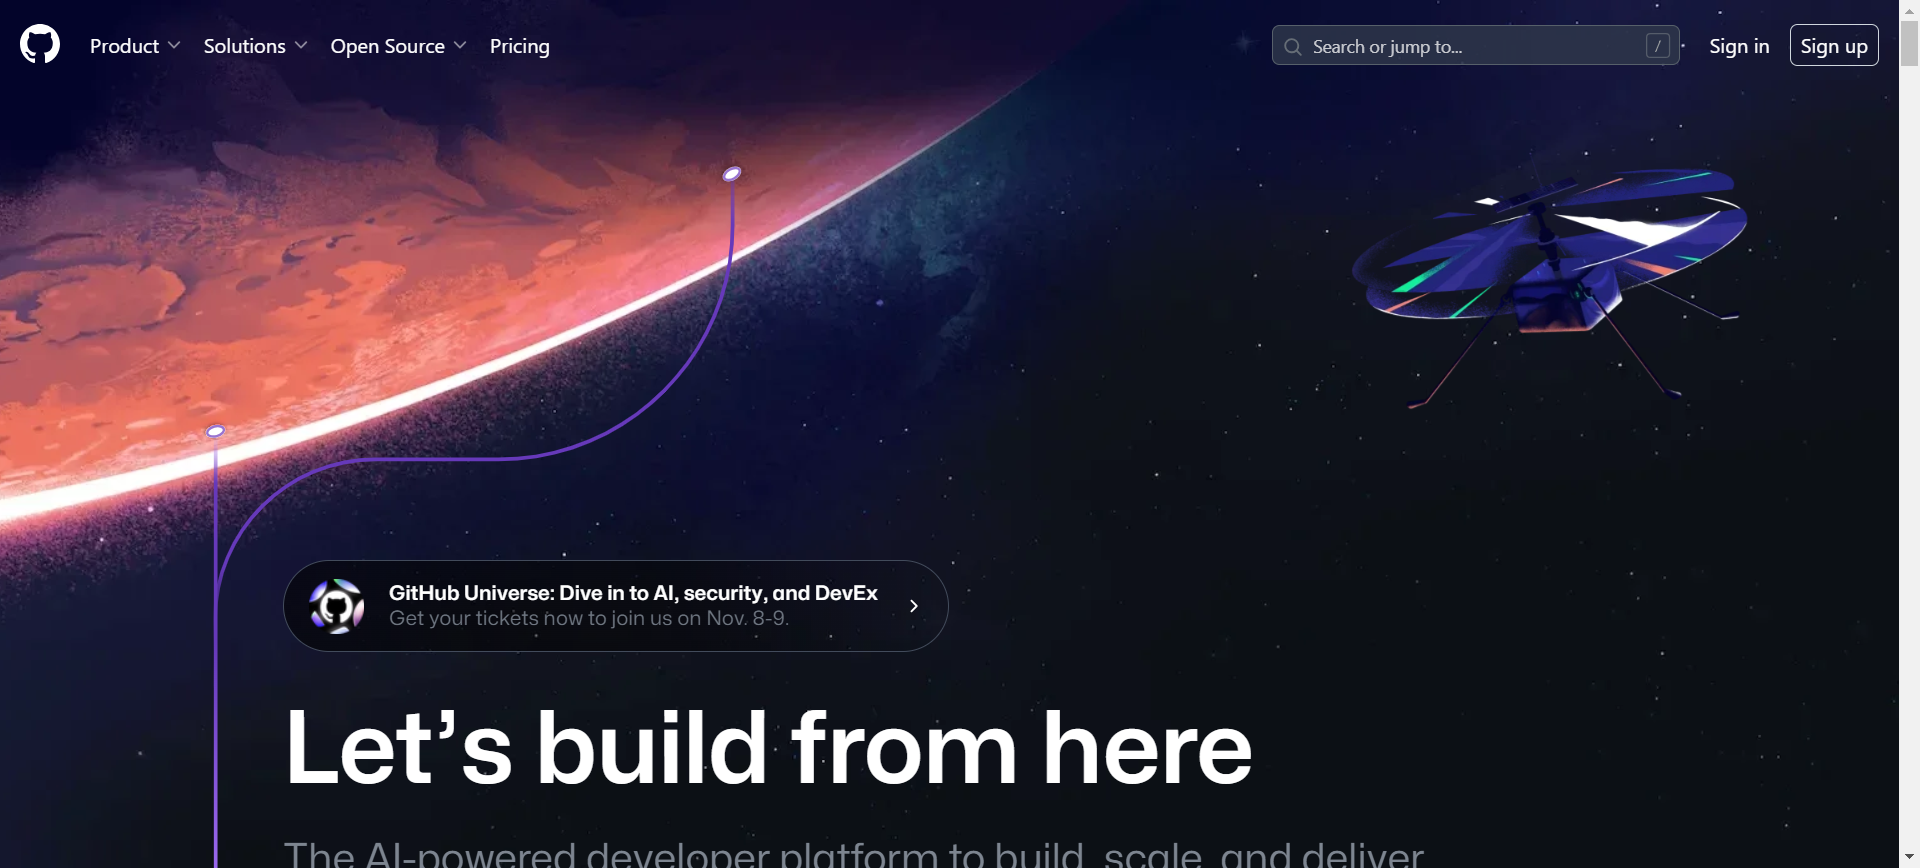 Product
Solutions
Open Source
Pricing
Search or jump to...
/
Sign in
Sign up
GitHub Universe: Dive in to AI, security, and DevEx
Get your tickets now to join us on Nov. 8-9.
Let’s build from here
The AI-powered developer platform to build, scale, and deliver